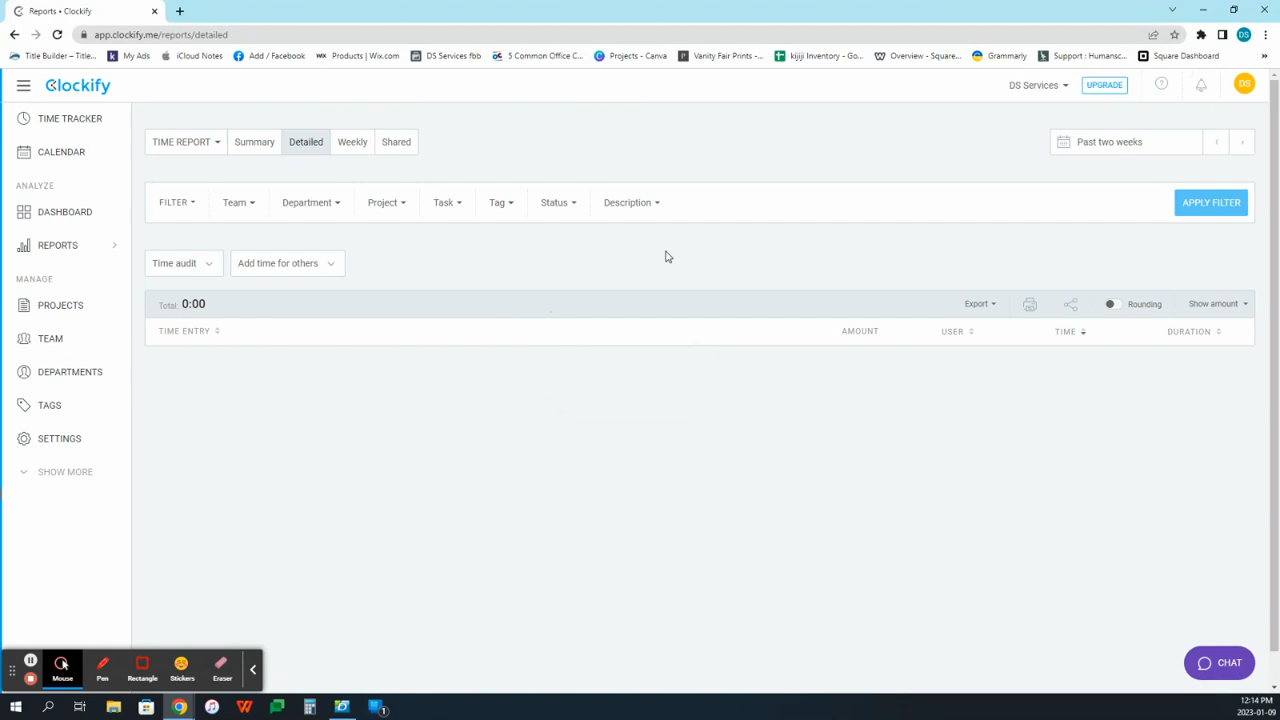 Reports • Clockify
app.clockify.me/reports/detailed
Title Builder – Title... My Ads iCloud Notes Add / Facebook Products | Wix.com DS Services fbb 5 Common Office C... Projects - Canva Vanity Fair Prints -... kijiji Inventory - Go... Overview - Square... Grammarly Support : Humansc... Square Dashboard »
Clockify DS Services UPGRADE DS
TIME TRACKER
CALENDAR
ANALYZE
DASHBOARD
REPORTS
MANAGE
PROJECTS
TEAM
DEPARTMENTS
TAGS
SETTINGS
SHOW MORE
TIME REPORT Summary Detailed Weekly Shared Past two weeks
FILTER Team Department Project Task Tag Status Description APPLY FILTER
Time audit Add time for others
Total: 0:00 Export Rounding Show amount
TIME ENTRY AMOUNT USER TIME DURATION
CHAT
Mouse Pen Rectangle Stickers Eraser
12:14 PM
2023-01-09